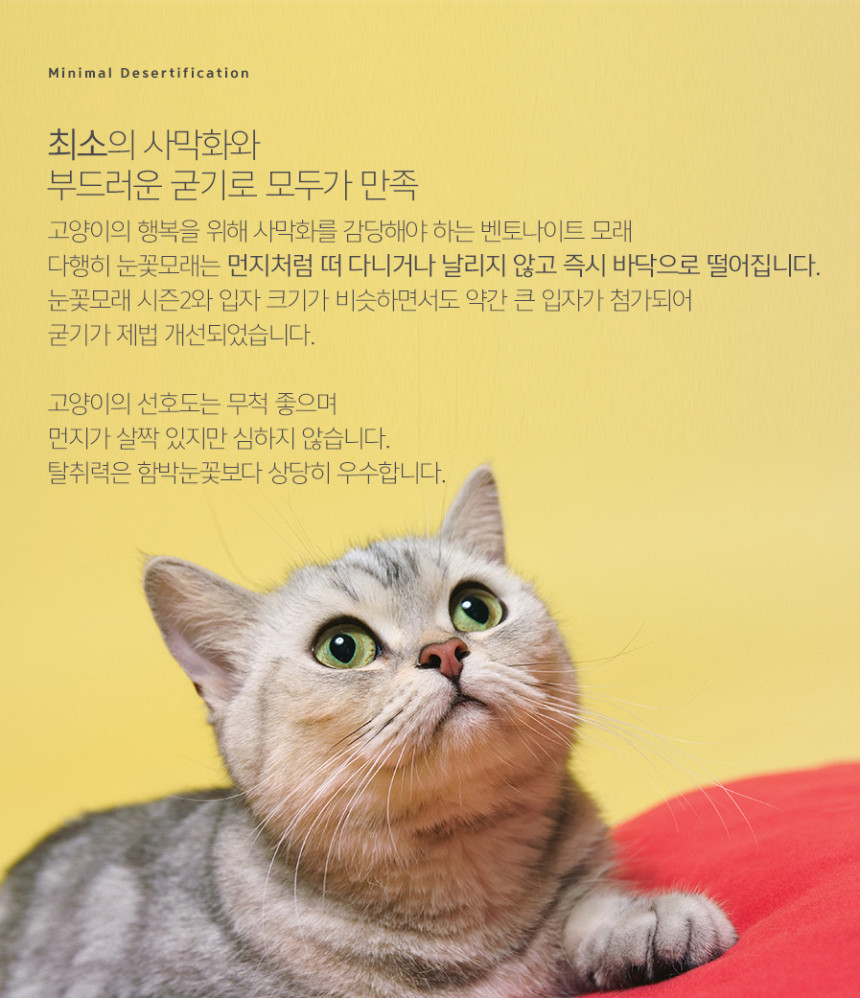 Minimal Desertification
최소의 사막화와
부드러운 굳기로 모두가 만족
고양이의 행복을 위해 사막화를 감당해야 하는 벤토나이트 모래
다행히 눈꽃모래는 먼지처럼 떠 다니거나 날리지 않고 즉시 바닥으로 떨어집니다.
눈꽃모래 시즌2와 입자 크기가 비슷하면서도 약간 큰 입자가 첨가되어
굳기가 제법 개선되었습니다.
고양이의 선호도는 무척 좋으며
먼지가 살짝 있지만 심하지 않습니다.
탈취력은 함박눈꽃보다 상당히 우수합니다.